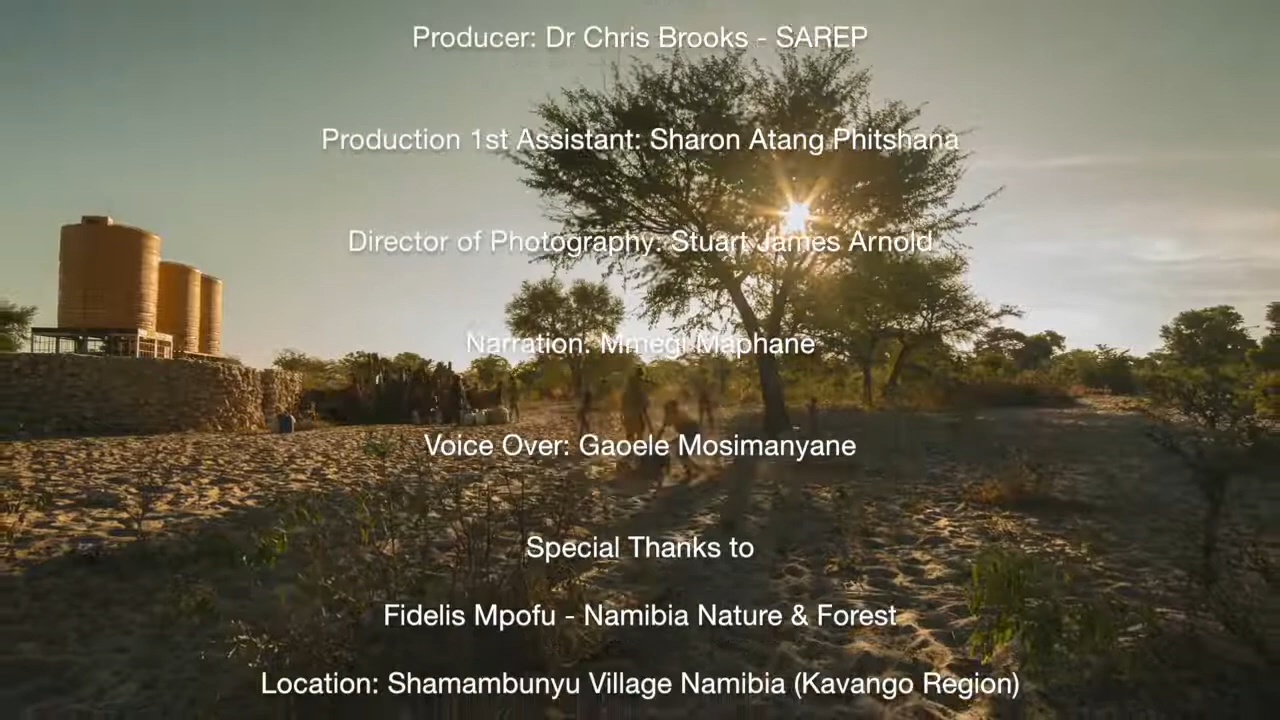 Producer: Dr Chris Brooks - SAREP
Production 1st Assistant: Sharon Atang Phitshana
Director of Photography: Stuart James Arnold
Narration: Mmegi Maphane
Voice Over: Gaoele Mosimanyane
Special Thanks to
Fidelis Mpofu - Namibia Nature & Forest
Location: Shamambunyu Village Namibia (Kavango Region)